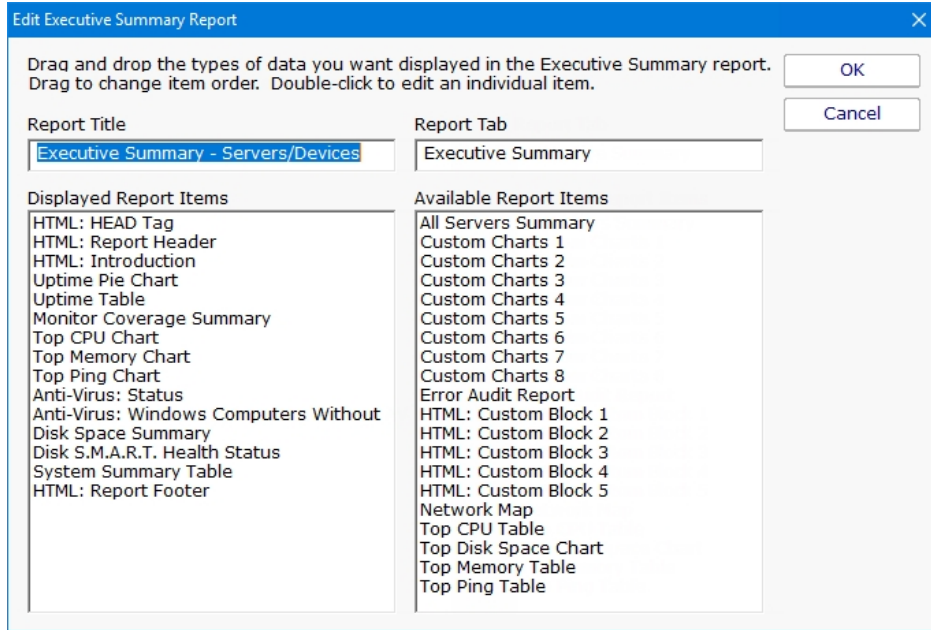 Edit Executive Summary Report
Drag and drop the types of data you want displayed in the Executive Summary report.
Drag to change item order.  Double-click to edit an individual item.
OK
Cancel
Report Title
Executive Summary - Servers/Devices
Report Tab
Executive Summary
Displayed Report Items
HTML: HEAD Tag
HTML: Report Header
HTML: Introduction
Uptime Pie Chart
Uptime Table
Monitor Coverage Summary
Top CPU Chart
Top Memory Chart
Top Ping Chart
Anti-Virus: Status
Anti-Virus: Windows Computers Without
Disk Space Summary
Disk S.M.A.R.T. Health Status
System Summary Table
HTML: Report Footer
Available Report Items
All Servers Summary
Custom Charts 1
Custom Charts 2
Custom Charts 3
Custom Charts 4
Custom Charts 5
Custom Charts 6
Custom Charts 7
Custom Charts 8
Error Audit Report
HTML: Custom Block 1
HTML: Custom Block 2
HTML: Custom Block 3
HTML: Custom Block 4
HTML: Custom Block 5
Network Map
Top CPU Table
Top Disk Space Chart
Top Memory Table
Top Ping Table